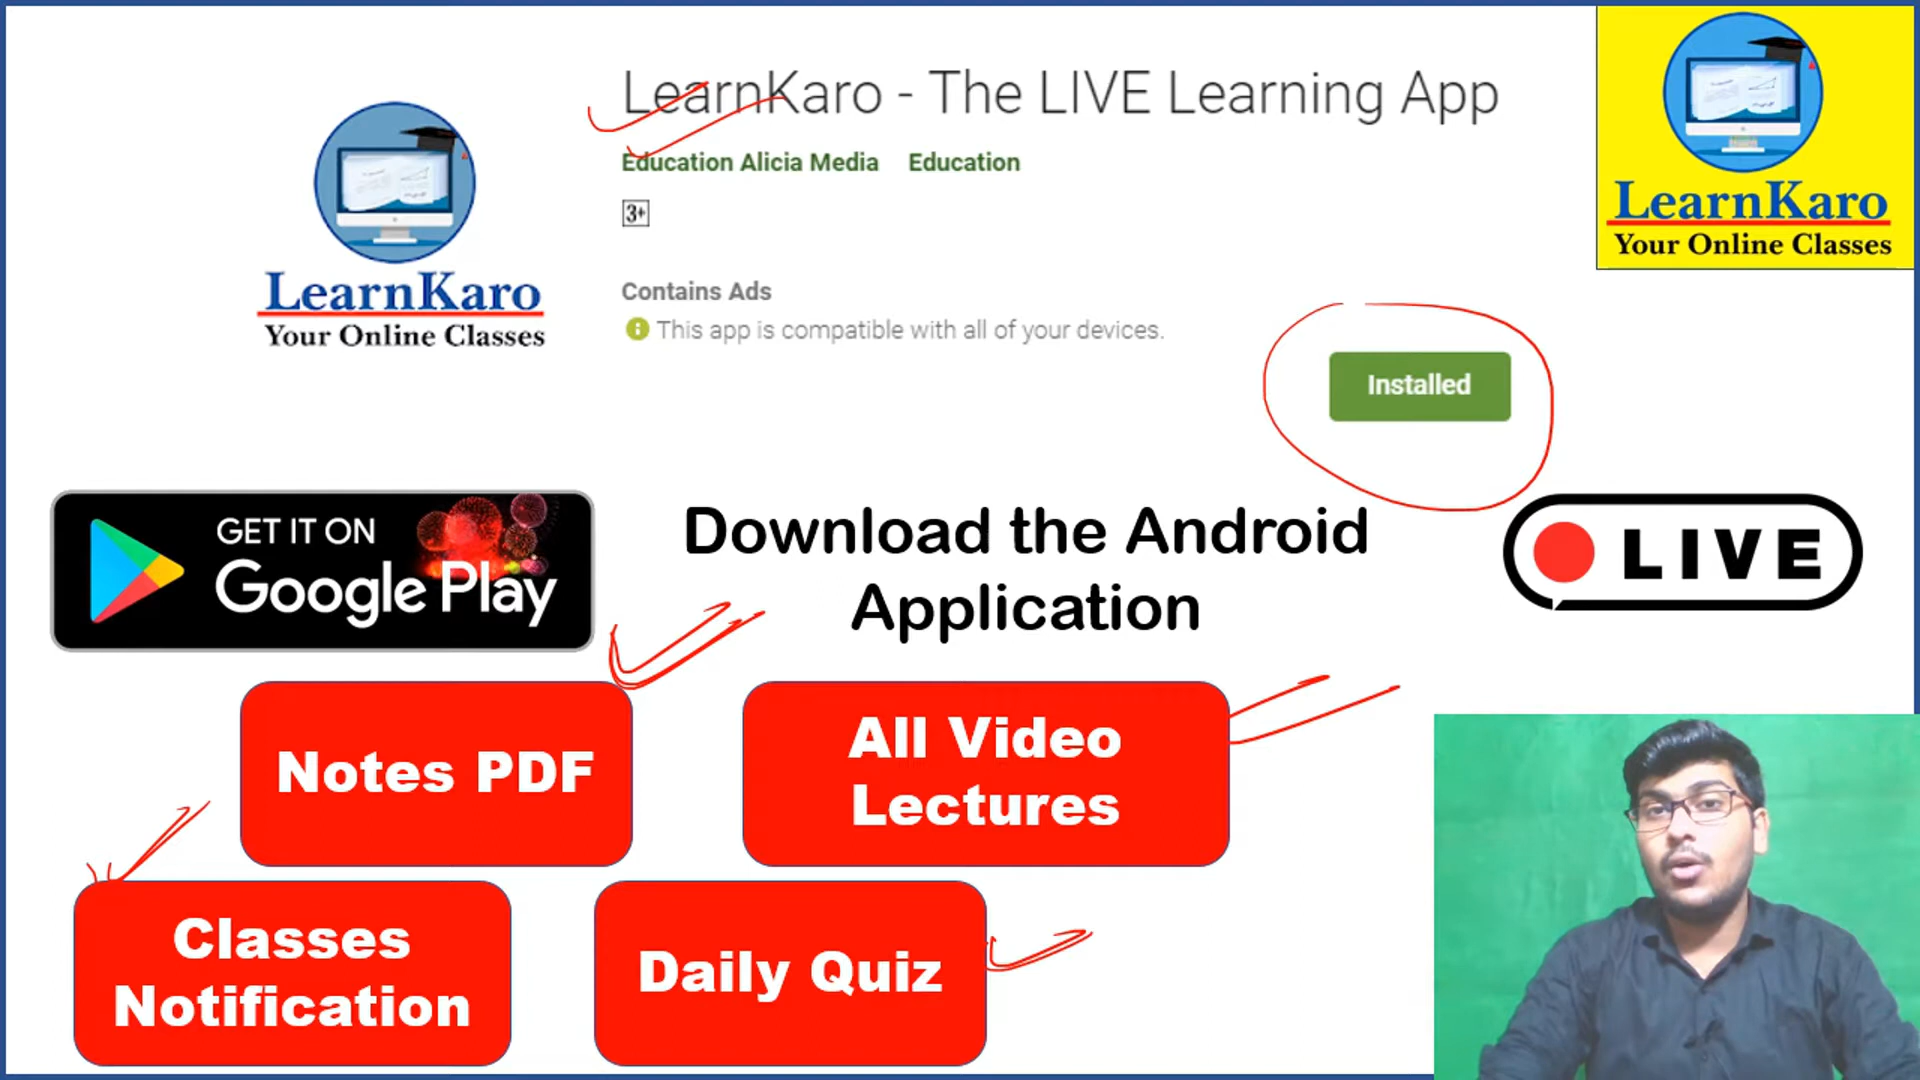 LearnKaro - The LIVE Learning App
Education Alicia Media Education
3+
LearnKaro
Your Online Classes
Contains Ads
This app is compatible with all of your devices.
Installed
LearnKaro
Your Online Classes
GET IT ON
Google Play
Download the Android
Application
LIVE
Notes PDF
All Video
Lectures
Classes
Notification
Daily Quiz